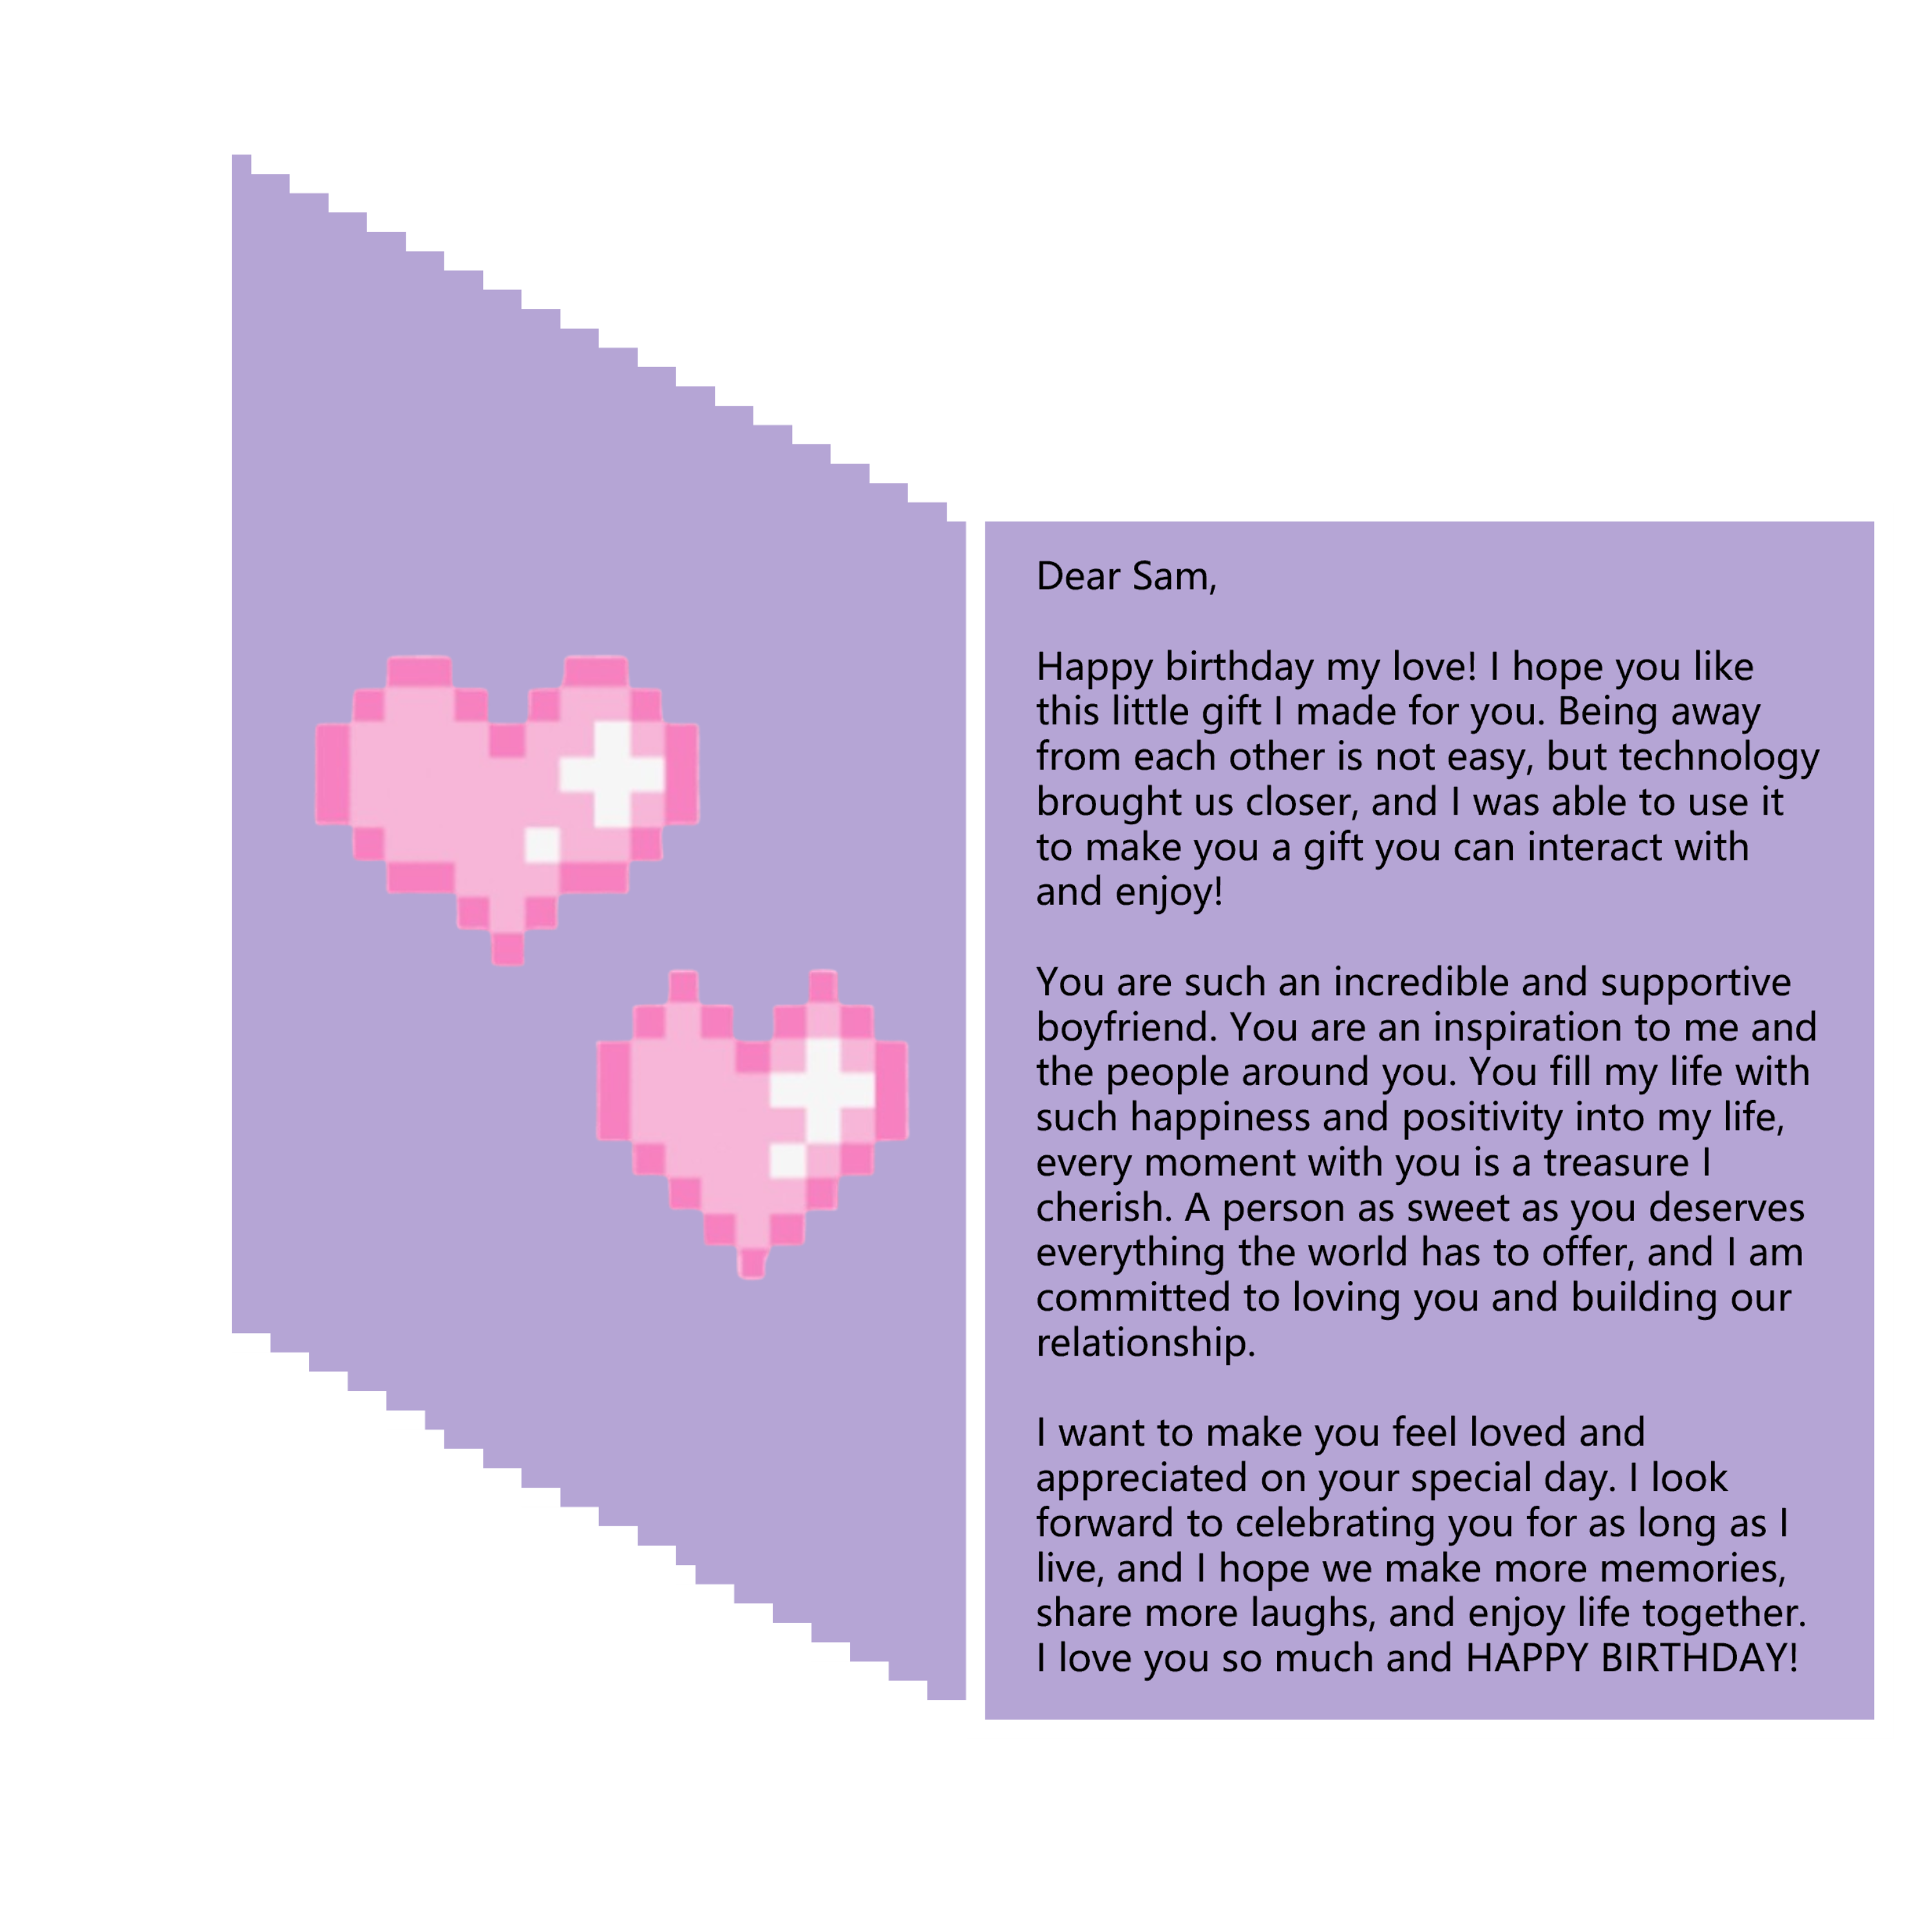 Dear Sam,
Happy birthday my love! I hope you like
this little gift I made for you. Being away
from each other is not easy, but technology
brought us closer, and I was able to use it
to make you a gift you can interact with
and enjoy!
You are such an incredible and supportive
boyfriend. You are an inspiration to me and
the people around you. You fill my life with
such happiness and positivity into my life,
every moment with you is a treasure I
cherish. A person as sweet as you deserves
everything the world has to offer, and I am
committed to loving you and building our
relationship.
I want to make you feel loved and
appreciated on your special day. I look
forward to celebrating you for as long as I
live, and I hope we make more memories,
share more laughs, and enjoy life together.
I love you so much and HAPPY BIRTHDAY!